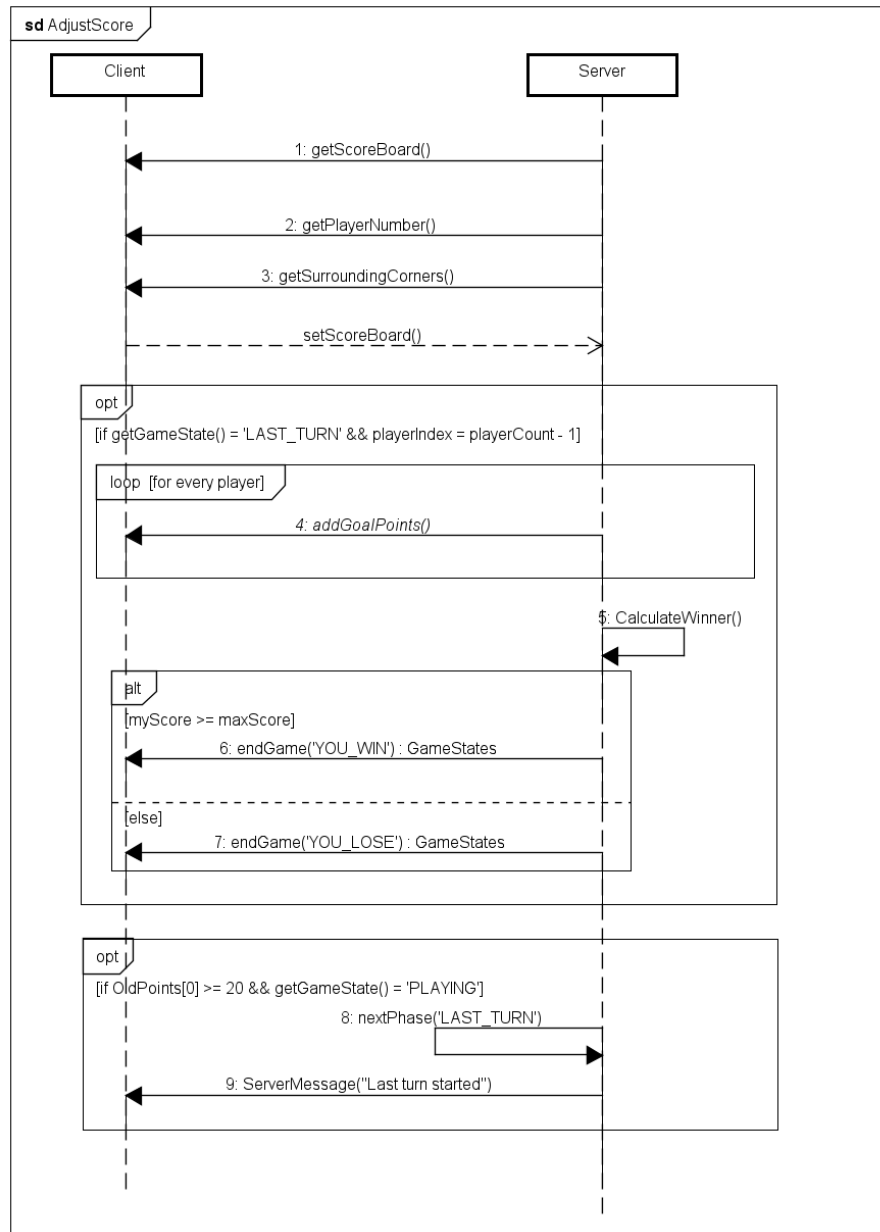 sd AdjustScore
Client
Server
1: getScoreBoard()
2: getPlayerNumber()
3: getSurroundingCorners()
setScoreBoard()
opt
[if getGameState() = 'LAST_TURN' && playerIndex = playerCount - 1]
loop [for every player]
4: addGoalPoints()
5: CalculateWinner()
alt
[myScore >= maxScore]
6: endGame('YOU_WIN') : GameStates
[else]
7: endGame('YOU_LOSE') : GameStates
opt
[if OldPoints[0] >= 20 && getGameState() = 'PLAYING']
8: nextPhase('LAST_TURN')
9: ServerMessage("Last turn started")